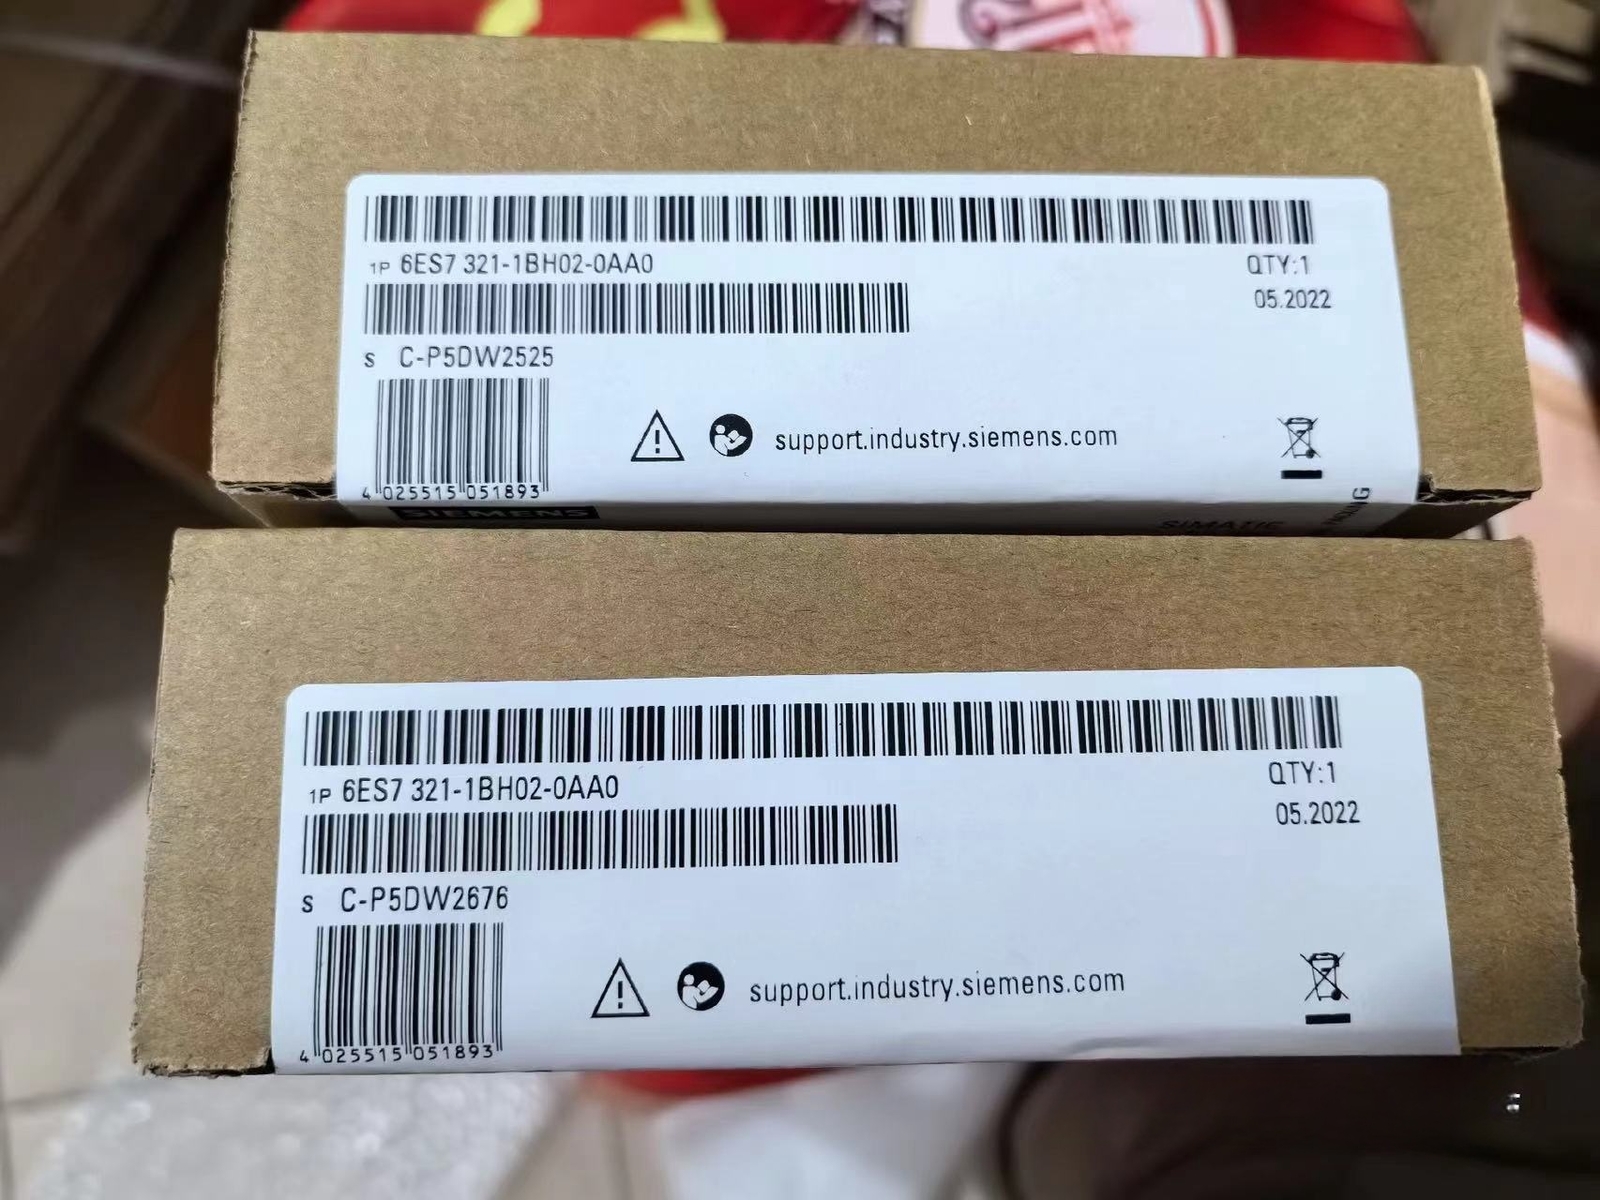 1P 6ES7 321-1BH02-0AA0
QTY:1
05.2022
S C-P5DW2525
support.industry.siemens.com
4 025515 051893
SIEMENS
SIMATIC
1P 6ES7 321-1BH02-0AA0
QTY:1
05.2022
S C-P5DW2676
support.industry.siemens.com
4 025515 051893